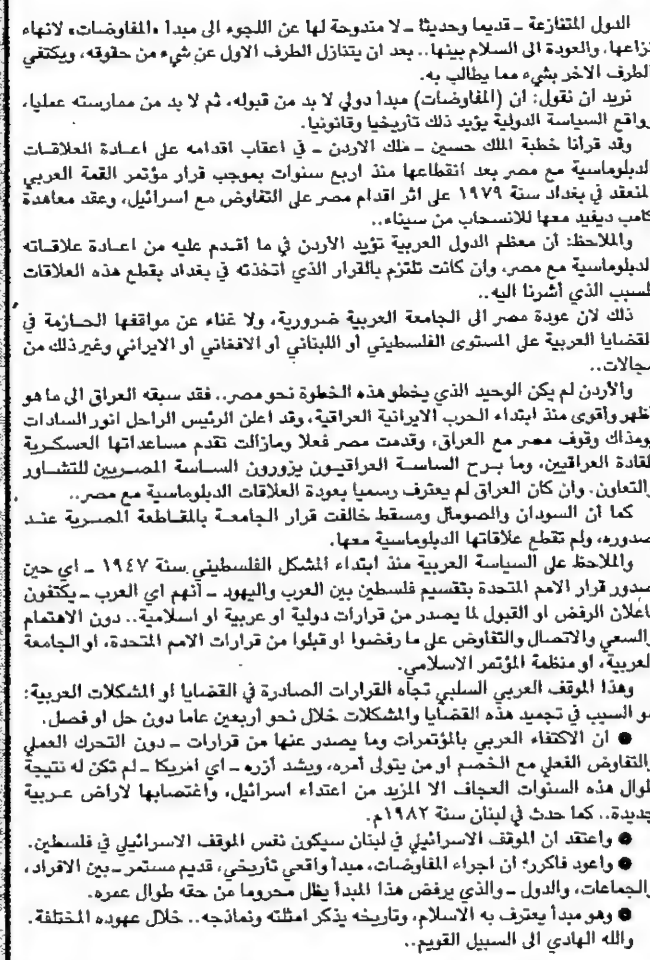 الدول المتنازعة ـ قديما وحديثا ـ لا مندوحة لها عن اللجوء الى مبدأ «المفاوضات» لانهاء
نزاعها، والعودة الى السلام بينها.. بعد ان يتنازل الطرف الاول عن شيء من حقوقه، ويكتفي
الطرف الاخر بشيء مما يطالب به.
نريد ان نقول: ان (المفاوضات) مبدأ دولي لا بد من قبوله، ثم لا بد من ممارسته عمليا،
وواقع السياسة الدولية يؤيد ذلك تأريخيا وقانونيا.
وقد قرأنا خطبة الملك حسين ـ ملك الاردن ـ في اعقاب اقدامه على اعادة العلاقات
الدبلوماسية مع مصر بعد انقطاعها منذ اربع سنوات بموجب قرار مؤتمر القمة العربي
المنعقد في بغداد سنة ١٩٧٩ على اثر اقدام مصر على التفاوض مع اسرائيل، وعقد معاهدة
كامب ديفيد معها للانسحاب من سيناء..
والملاحظ: أن معظم الدول العربية تؤيد الأردن في ما أقدم عليه من اعادة علاقاته
الدبلوماسية مع مصر، وان كانت تلتزم بالقرار الذي أتخذته في بغداد بقطع هذه العلاقات
للسبب الذي أشرنا اليه..
ذلك لان عودة مصر الى الجامعة العربية ضرورية، ولا غناء عن مواقفها الحازمة في
القضايا العربية على المستوى الفلسطيني أو اللبناني أو الافغاني أو الايراني وغير ذلك من
مجالات..
والأردن لم يكن الوحيد الذي يخطو هذه الخطوة نحو مصر.. فقد سبقه العراق الى ما هو
أظهر وأقوى منذ ابتداء الحرب الايرانية العراقية، وقد اعلن الرئيس الراحل انور السادات
يومذاك وقوف مصر مع العراق، وقدمت مصر فعلا ومازالت تقدم مساعداتها العسكرية
للقادة العراقيين، وما برح الساسة العراقيون يزورون الساسة المصريين للتشاور
والتعاون. وان كان العراق لم يعترف رسميا بعودة العلاقات الدبلوماسية مع مصر..
كما أن السودان والصومال ومسقط خالفت قرار الجامعة بالمقاطعة المصرية عند
صدوره، ولم تقطع علاقاتها الدبلوماسية معها.
والملاحظ على السياسة العربية منذ ابتداء المشكل الفلسطيني سنة ١٩٤٧ ـ اي حين
صدور قرار الامم المتحدة بتقسيم فلسطين بين العرب واليهود ـ أنهم اي العرب ـ يكتفون
باعلان الرفض او القبول لما يصدر من قرارات دولية او عربية أو اسلامية.. دون الاهتمام
والسعي والاتصال والتفاوض على ما رفضوا او قبلوا من قرارات الامم المتحدة، او الجامعة
العربية، او منظمة المؤتمر الاسلامي.
وهذا الموقف العربي السلبي تجاه القرارات الصادرة في القضايا او المشكلات العربية:
هو السبب في تجميد هذه القضايا والمشكلات خلال نحو أربعين عاما دون حل او فصل.
● ان الاكتفاء العربي بالمؤتمرات وما يصدر عنها من قرارات ـ دون التحرك العملي
والتفاوض الفعلي مع الخصم او من يتولى أمره، ويشد أزره ـ اي أمريكا ـ لم تكن له نتيجة
طوال هذه السنوات العجاف الا المزيد من اعتداء اسرائيل، واغتصابها لاراض عربية
جديدة.. كما حدث في لبنان سنة ١٩٨٢م.
● واعتقد ان الموقف الاسرائيلي في لبنان سيكون نفس الموقف الاسرائيلي في فلسطين.
● واعود فاكرر؛ أن اجراء المفاوضات، مبدأ واقعي تأريخي، قديم مستمر ـ بين الافراد،
والجماعات، والدول ـ والذي يرفض هذا المبدأ يظل محروما من حقه طوال عمره.
● وهو مبدأ يعترف به الاسلام، وتاريخه يذكر امثلته ونماذجه.. خلال عهوده المختلفة.
والله الهادي الى السبيل القويم..